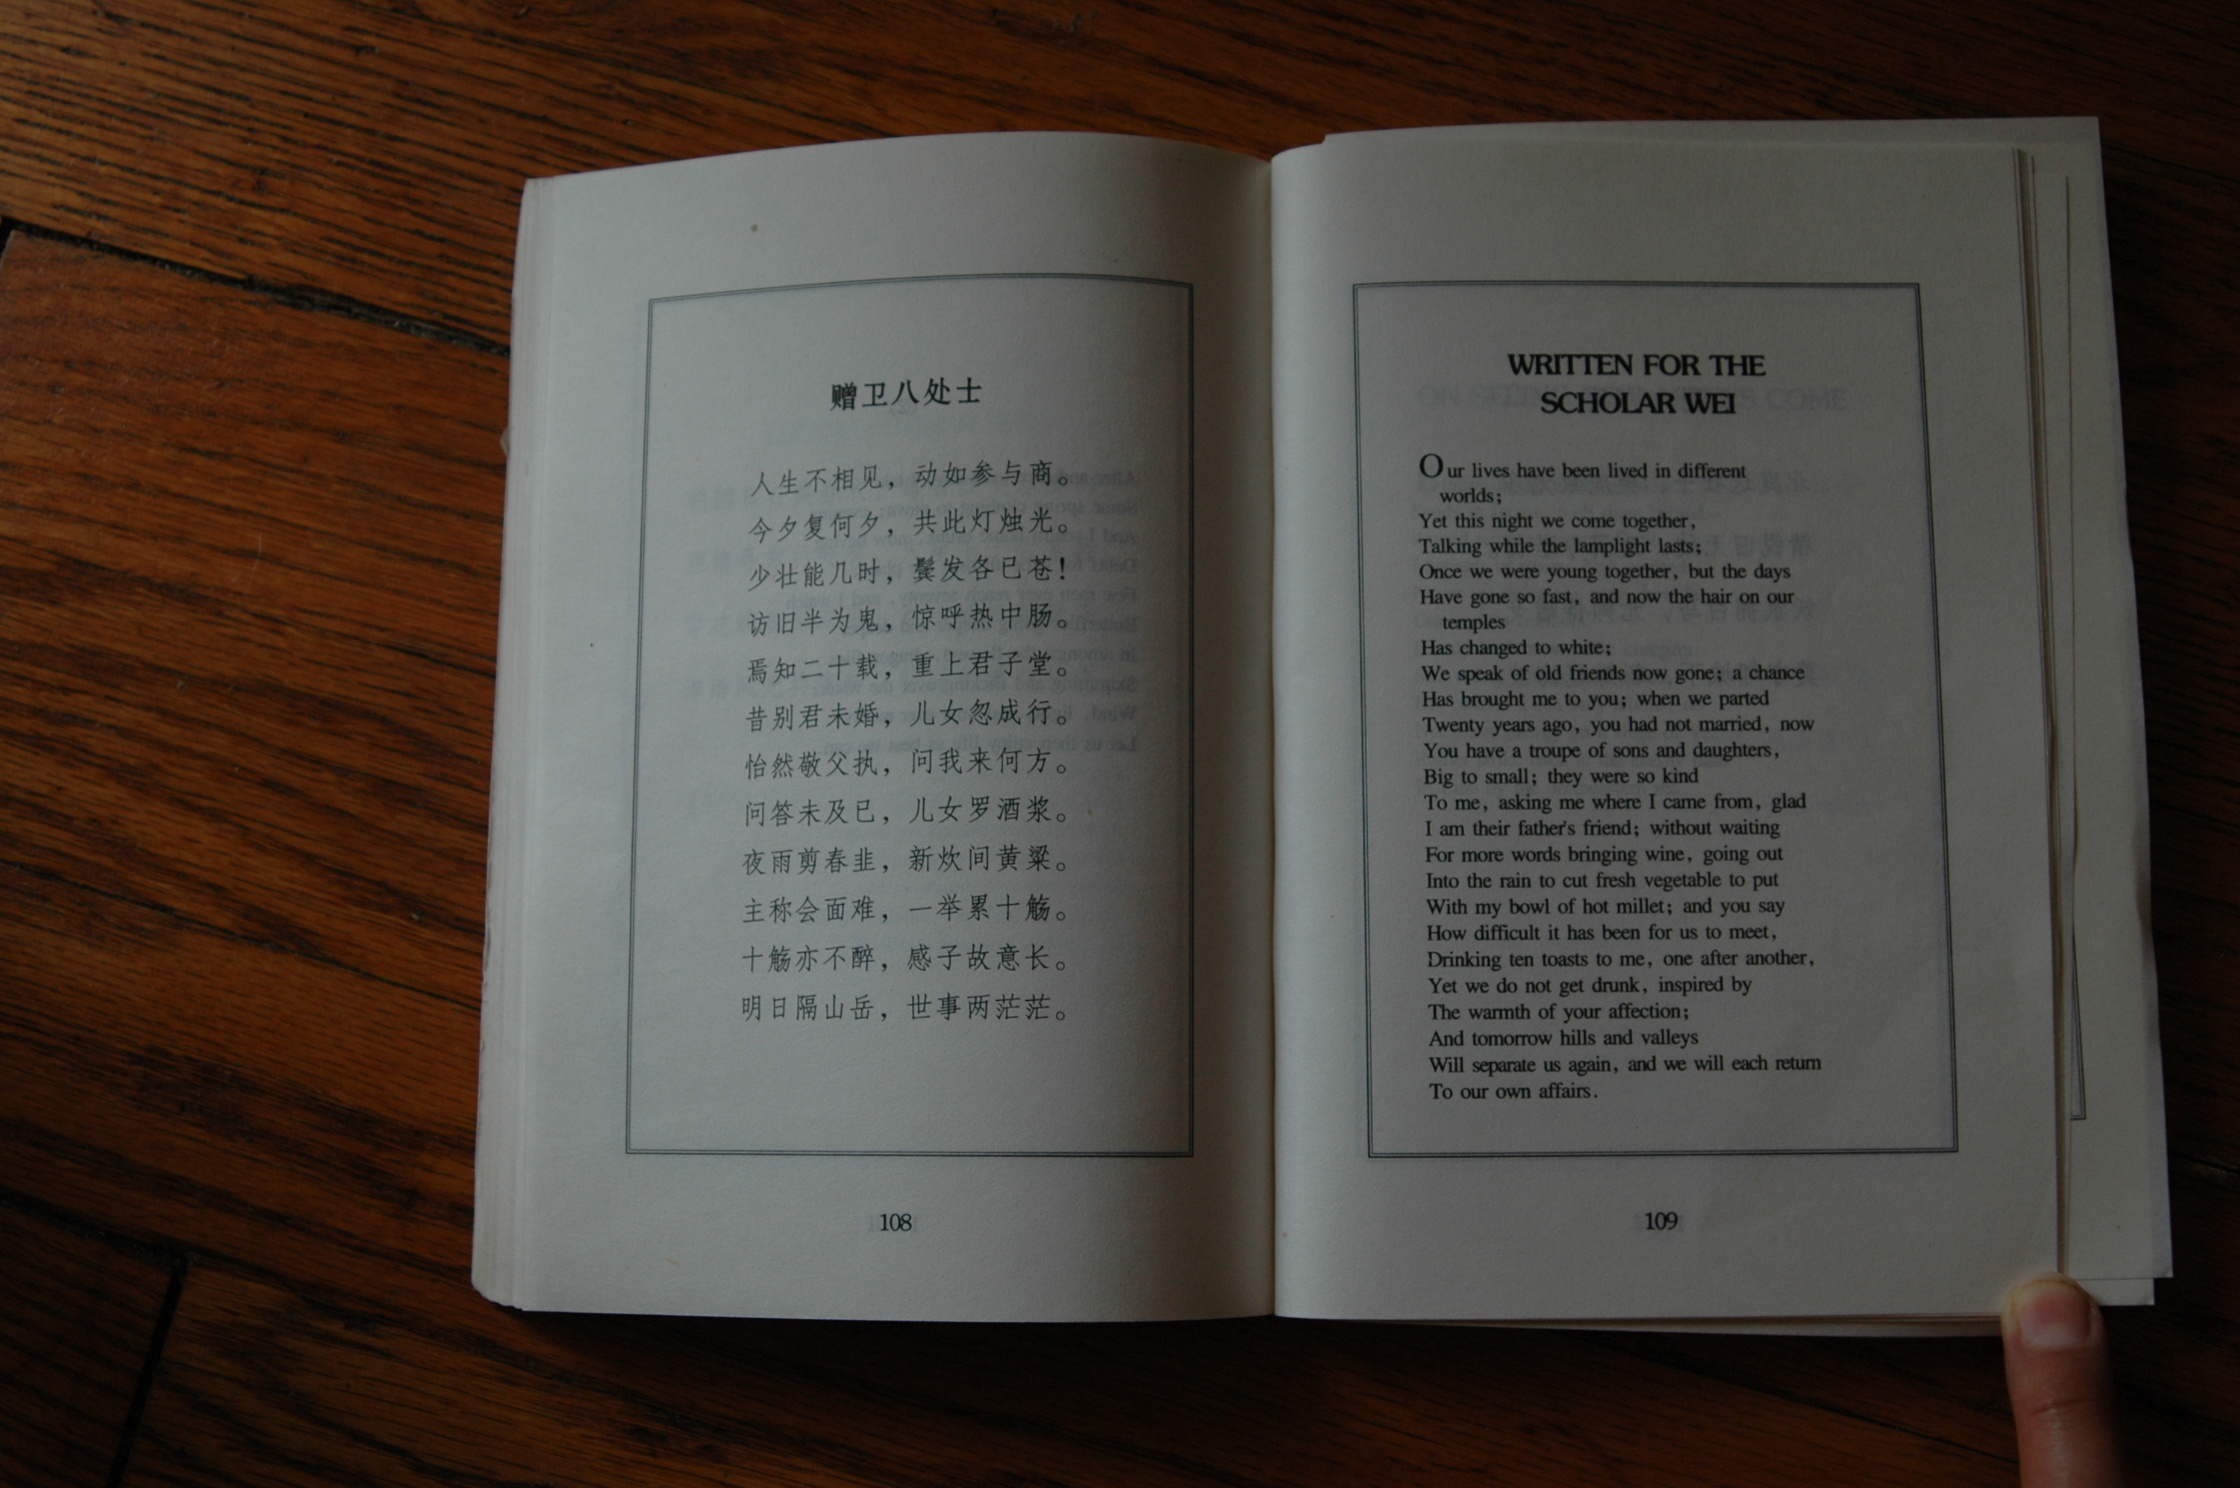 赠卫八处士
人生不相见，动如参与商。
今夕复何夕，共此灯烛光。
少壮能几时，鬓发各已苍！
访旧半为鬼，惊呼热中肠。
焉知二十载，重上君子堂。
昔别君未婚，儿女忽成行。
怡然敬父执，问我来何方。
问答未及已，儿女罗酒浆。
夜雨剪春韭，新炊间黄粱。
主称会面难，一举累十觞。
十觞亦不醉，感子故意长。
明日隔山岳，世事两茫茫。
108
WRITTEN FOR THE
SCHOLAR WEI
Our lives have been lived in different
worlds;
Yet this night we come together,
Talking while the lamplight lasts;
Once we were young together, but the days
Have gone so fast, and now the hair on our
temples
Has changed to white;
We speak of old friends now gone; a chance
Has brought me to you; when we parted
Twenty years ago, you had not married, now
You have a troupe of sons and daughters,
Big to small; they were so kind
To me, asking me where I came from, glad
I am their father's friend; without waiting
For more words bringing wine, going out
Into the rain to cut fresh vegetable to put
With my bowl of hot millet; and you say
How difficult it has been for us to meet,
Drinking ten toasts to me, one after another,
Yet we do not get drunk, inspired by
The warmth of your affection;
And tomorrow hills and valleys
Will separate us again, and we will each return
To our own affairs.
109